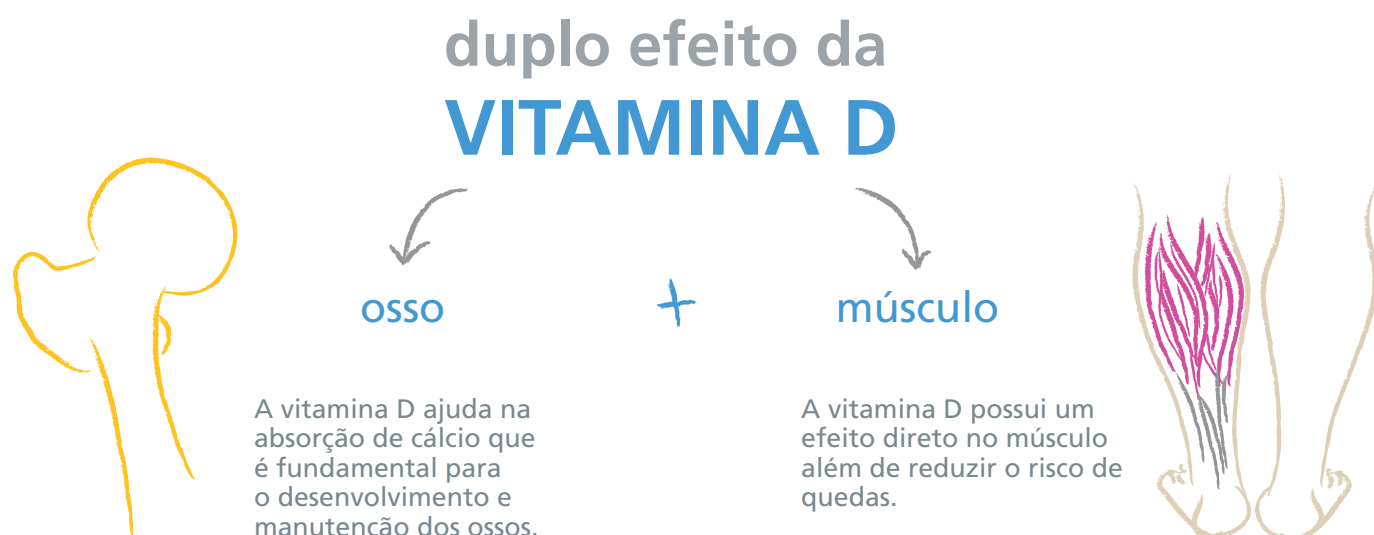 duplo efeito da
VITAMINA D
osso
+
músculo
A vitamina D ajuda na
absorção de cálcio que
é fundamental para
o desenvolvimento e
manutenção dos ossos.
A vitamina D possui um
efeito direto no músculo
além de reduzir o risco de
quedas.